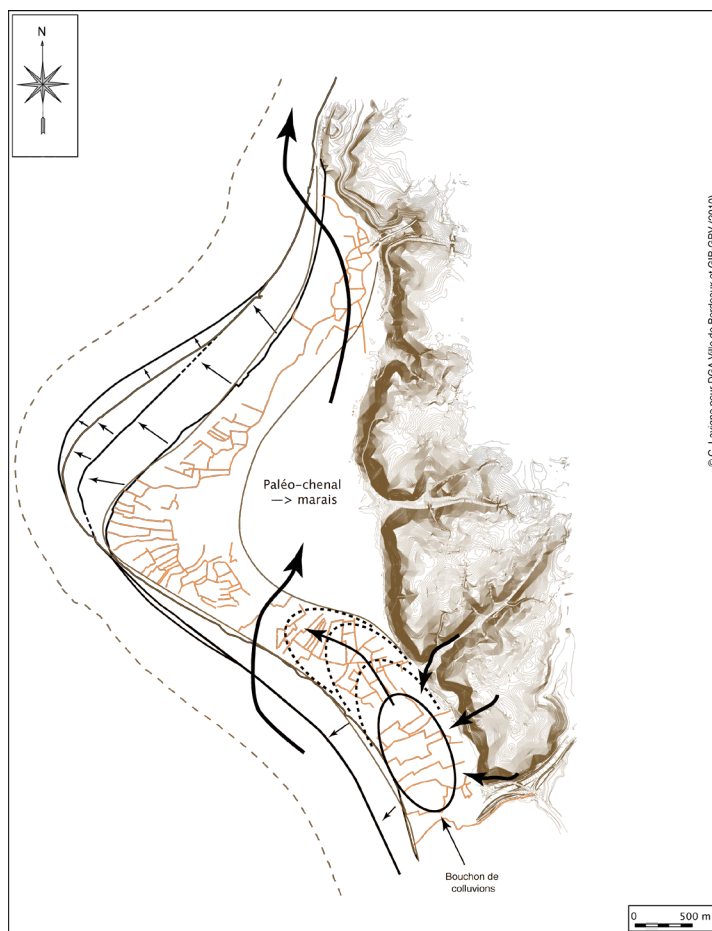 N
Paléo-chenal
—> marais
Bouchon de
colluvions
0 500 m